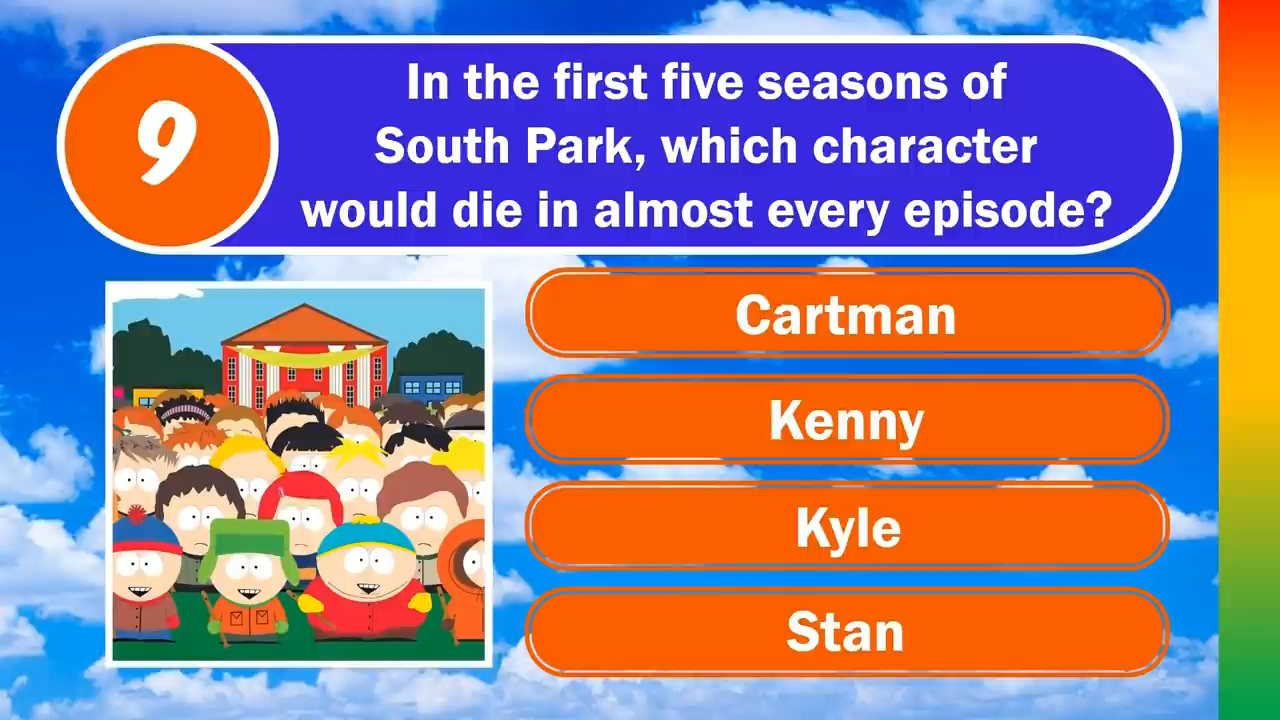 9
In the first five seasons of
South Park, which character
would die in almost every episode?
Cartman
Kenny
Kyle
Stan